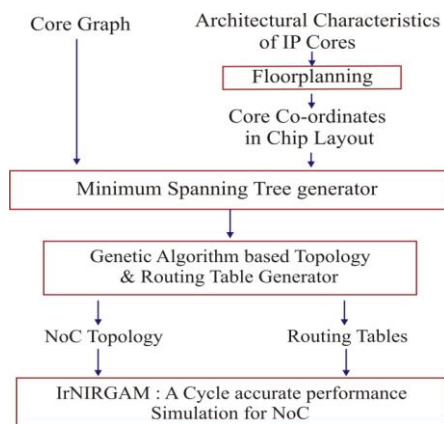 Core Graph
Architectural Characteristics
of IP Cores
Floorplanning
Core Co-ordinates
in Chip Layout
Minimum Spanning Tree generator
Genetic Algorithm based Topology
& Routing Table Generator
NoC Topology
Routing Tables
IrNIRGAM : A Cycle accurate performance
Simulation for NoC